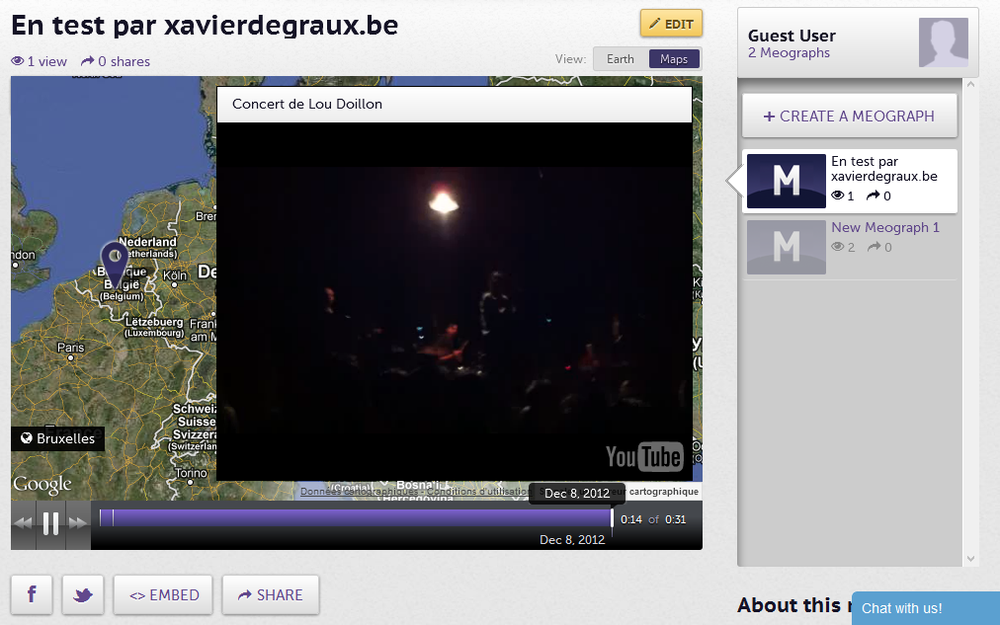 En test par xavierdegraux.be
EDIT
1 view
0 shares
View:
Earth
Maps
Concert de Lou Doillon
Bren
ndon
Nederland
(Netherlands)
Belgique
België
(Belgium)
Köln
De
Lëtzebuerg
(Luxembourg)
Frank
am M
Paris
Schweiz
Suisse
Svizzera
(Switzerlan
Torino
Bruxelles
Google
YouTube
(Croatia)
Bosna i
Hercegovina
Données cartographiques - Conditions d'utilisation
cartographique
Dec 8, 2012
0:14 of 0:31
Dec 8, 2012
f
<> EMBED
SHARE
Guest User
2 Meographs
+ CREATE A MEOGRAPH
M
En test par
xavierdegraux.be
1
0
M
New Meograph 1
2
0
About this
Chat with us!